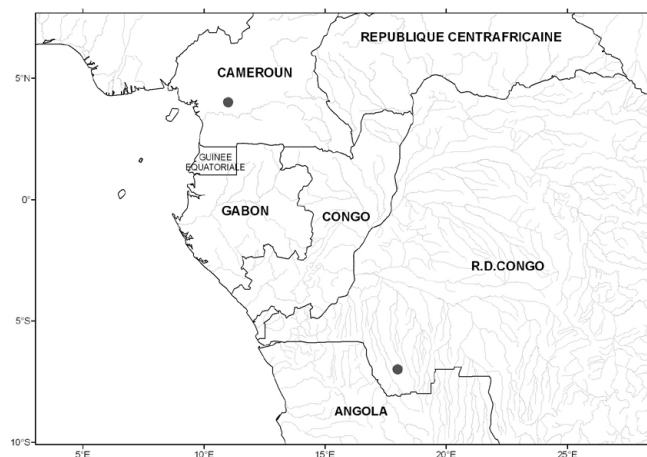 REPUBLIQUE CENTRAFRICAINE
CAMEROUN
5°N
GUINEE
EQUATORIALE
0°
GABON
CONGO
R.D.CONGO
5°S
ANGOLA
10°S
5°E
10°E
15°E
20°E
25°E